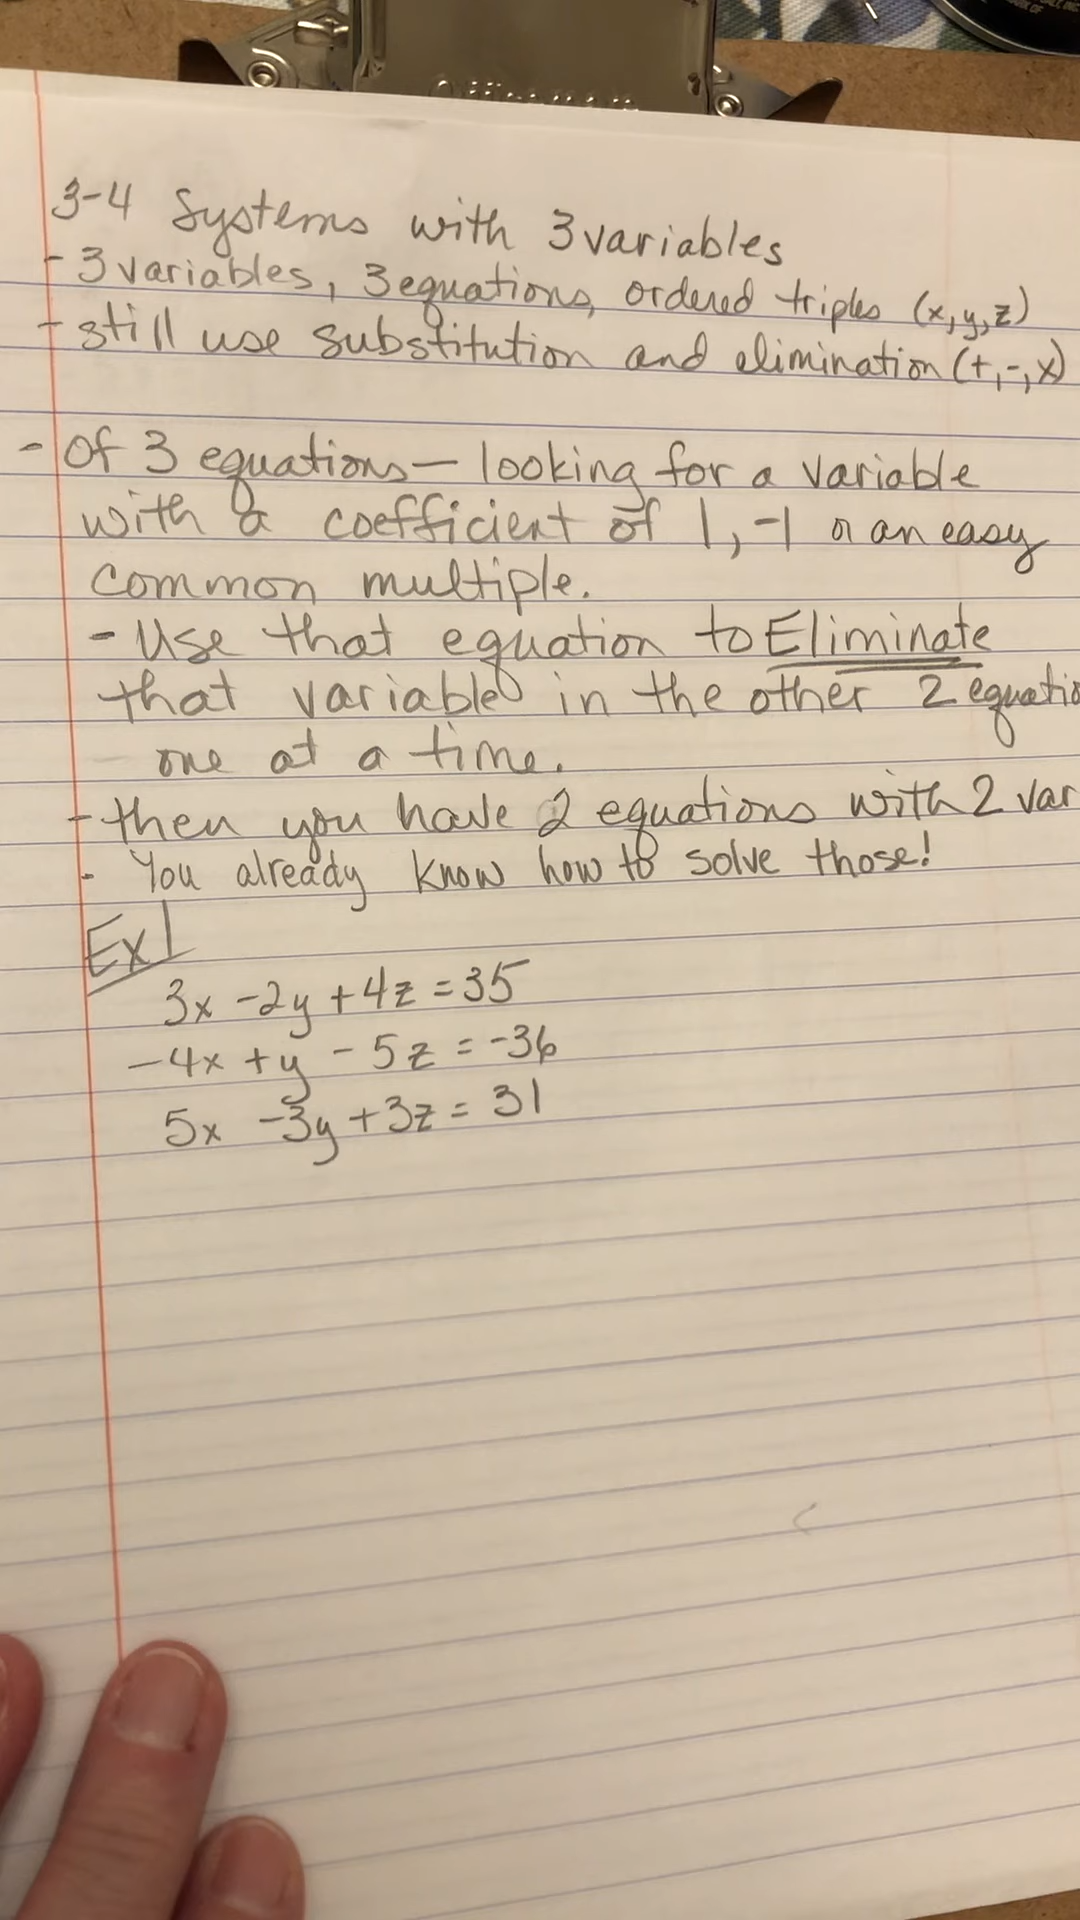 3-4 Systems with 3 variables
- 3 variables, 3 equations, ordered triples (x,y,z)
- still use substitution and elimination (+,-,x)
- Of 3 equations — looking for a variable
with a coefficient of 1, -1 or an easy
common multiple.
- Use that equation to Eliminate
that variable in the other 2 equatio
one at a time.
- then you have 2 equations with 2 var
- You already know how to solve those!
Ex 1
3x - 2y + 4z = 35
-4x + y - 5z = -36
5x - 3y + 3z = 31